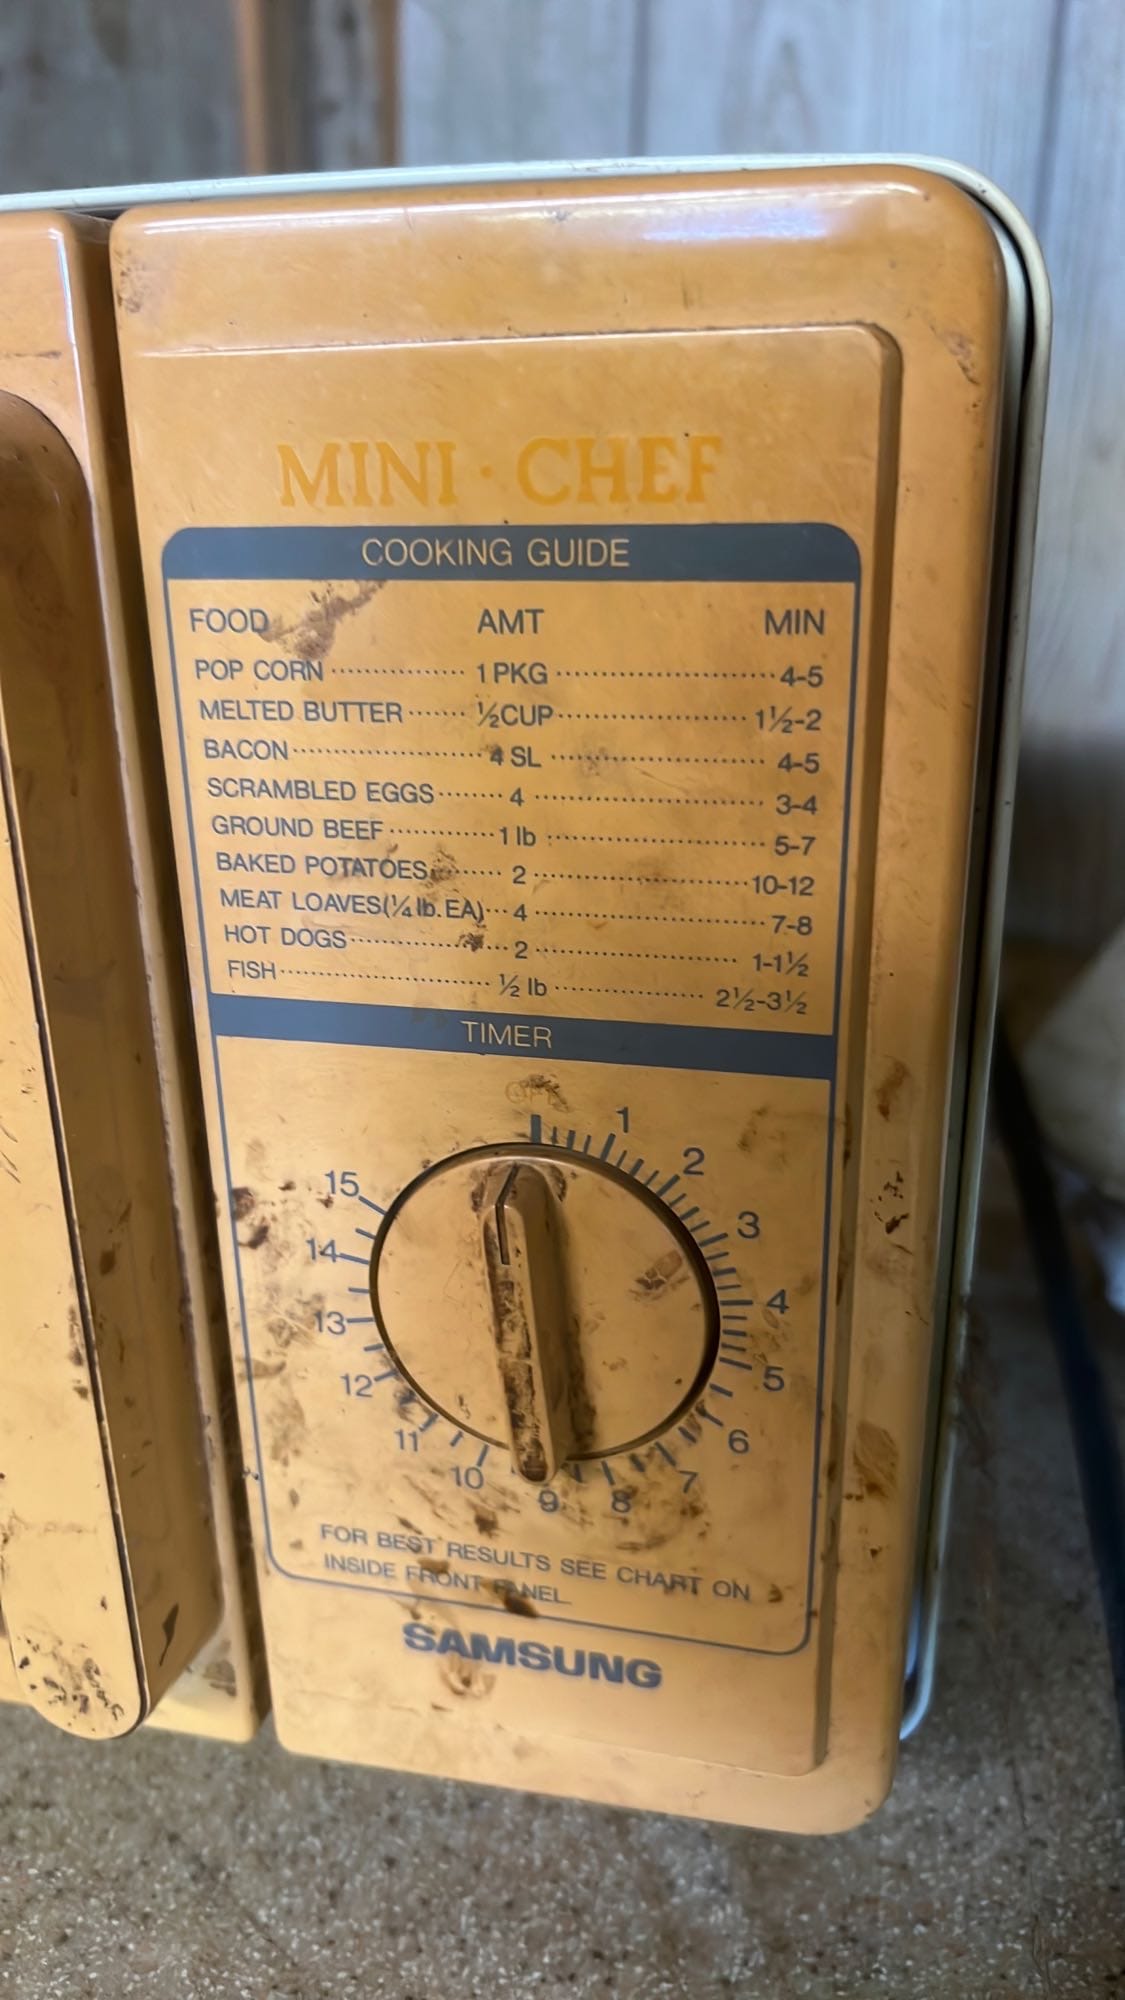 MINI · CHEF
COOKING GUIDE
FOOD AMT MIN
POP CORN ............... 1 PKG ........................ 4-5
MELTED BUTTER ....... ½ CUP ..................... 1½-2
BACON ...................... 4 SL ........................ 4-5
SCRAMBLED EGGS ........ 4 .......................... 3-4
GROUND BEEF ............. 1 lb ........................ 5-7
BAKED POTATOES ........ 2 ........................ 10-12
MEAT LOAVES(¼ lb. EA) ... 4 .......................... 7-8
HOT DOGS .................. 2 ........................ 1-1½
FISH ........................ ½ lb .................. 2½-3½
TIMER
OFF
1
2
3
4
5
6
7
8
9
10
11
12
13
14
15
FOR BEST RESULTS SEE CHART ON
INSIDE FRONT PANEL
SAMSUNG